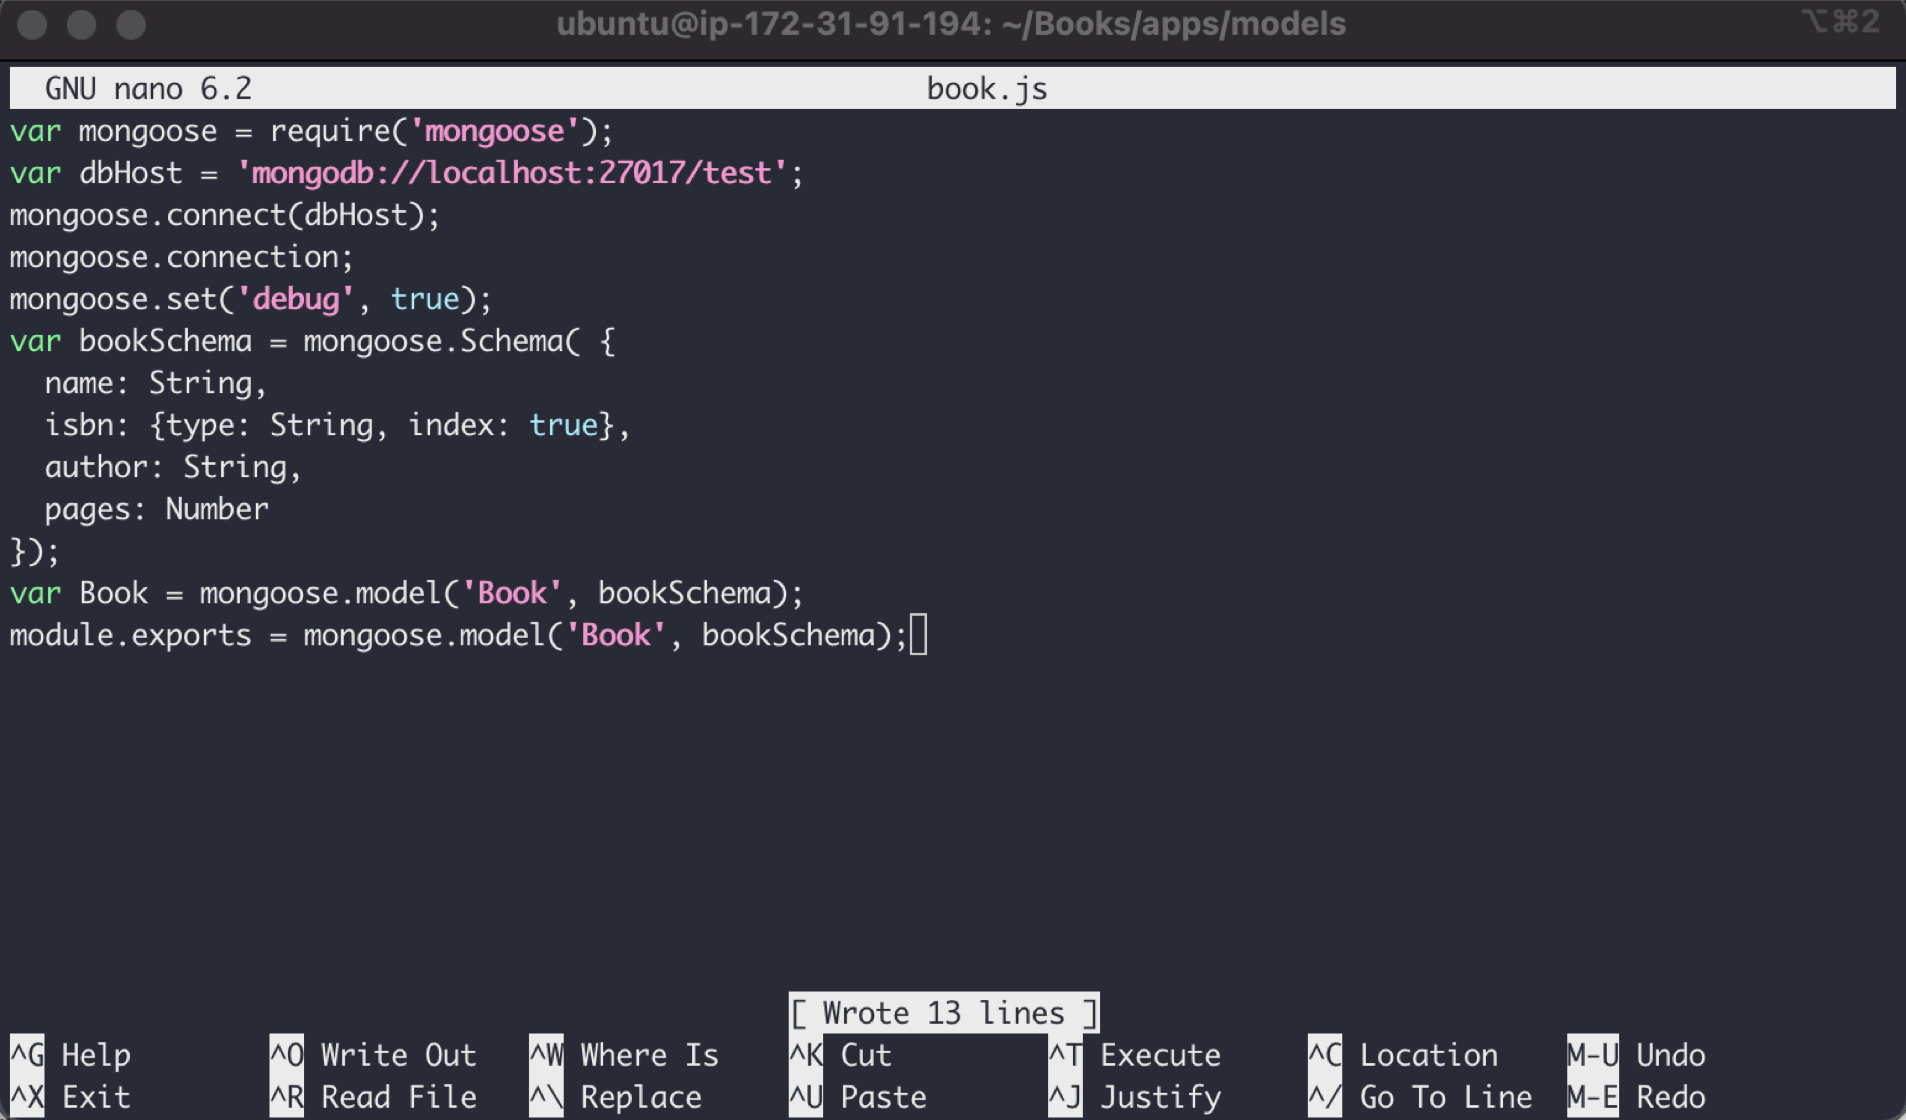 ubuntu@ip-172-31-91-194: ~/Books/apps/models ⌥⌘2
GNU nano 6.2 book.js
var mongoose = require('mongoose');
var dbHost = 'mongodb://localhost:27017/test';
mongoose.connect(dbHost);
mongoose.connection;
mongoose.set('debug', true);
var bookSchema = mongoose.Schema( {
  name: String,
  isbn: {type: String, index: true},
  author: String,
  pages: Number
});
var Book = mongoose.model('Book', bookSchema);
module.exports = mongoose.model('Book', bookSchema);
[ Wrote 13 lines ]
^G Help ^O Write Out ^W Where Is ^K Cut ^T Execute ^C Location M-U Undo
^X Exit ^R Read File ^\ Replace ^U Paste ^J Justify ^/ Go To Line M-E Redo